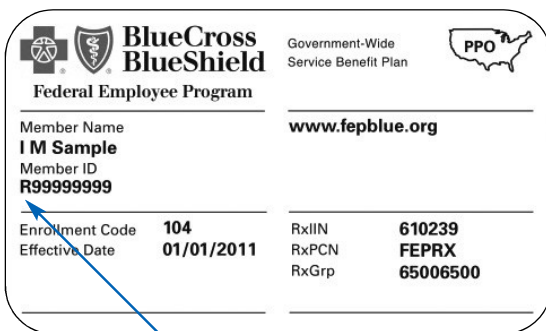 BlueCross
BlueShield
Federal Employee Program
Government-Wide
Service Benefit Plan
PPO
Member Name
I M Sample
Member ID
R99999999
www.fepblue.org
Enrollment Code 104
Effective Date 01/01/2011
RxIIN 610239
RxPCN FEPRX
RxGrp 65006500